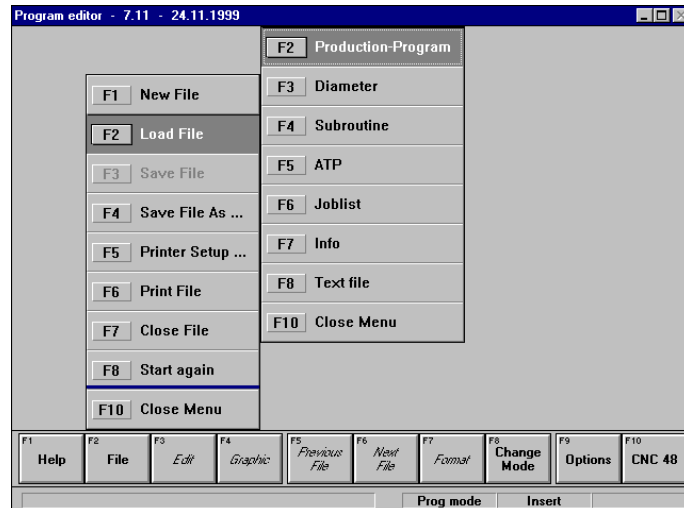 Program editor - 7.11 - 24.11.1999
F2 Production-Program
F3 Diameter
F4 Subroutine
F5 ATP
F6 Joblist
F7 Info
F8 Text file
F10 Close Menu
F1 New File
F2 Load File
F3 Save File
F4 Save File As ...
F5 Printer Setup ...
F6 Print File
F7 Close File
F8 Start again
F10 Close Menu
F1 Help
F2 File
F3 Edit
F4 Graphic
F5 Previous File
F6 Next File
F7 Format
F8 Change Mode
F9 Options
F10 CNC 48
Prog mode Insert